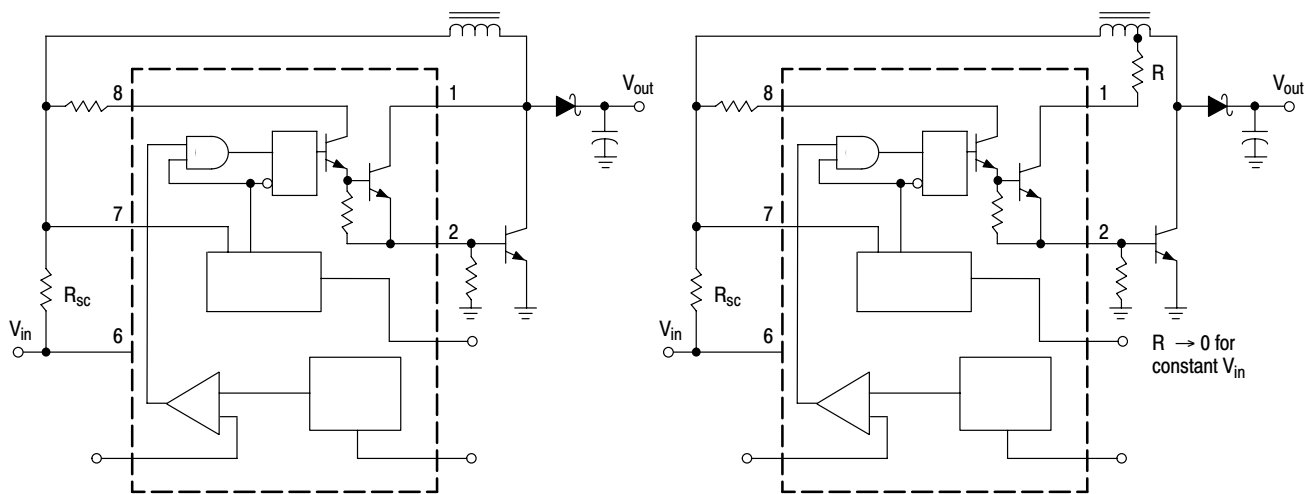 8
1
V_out
7
2
R_sc
V_in
6
R
8
1
V_out
7
2
R_sc
V_in
6
R → 0 for
constant V_in